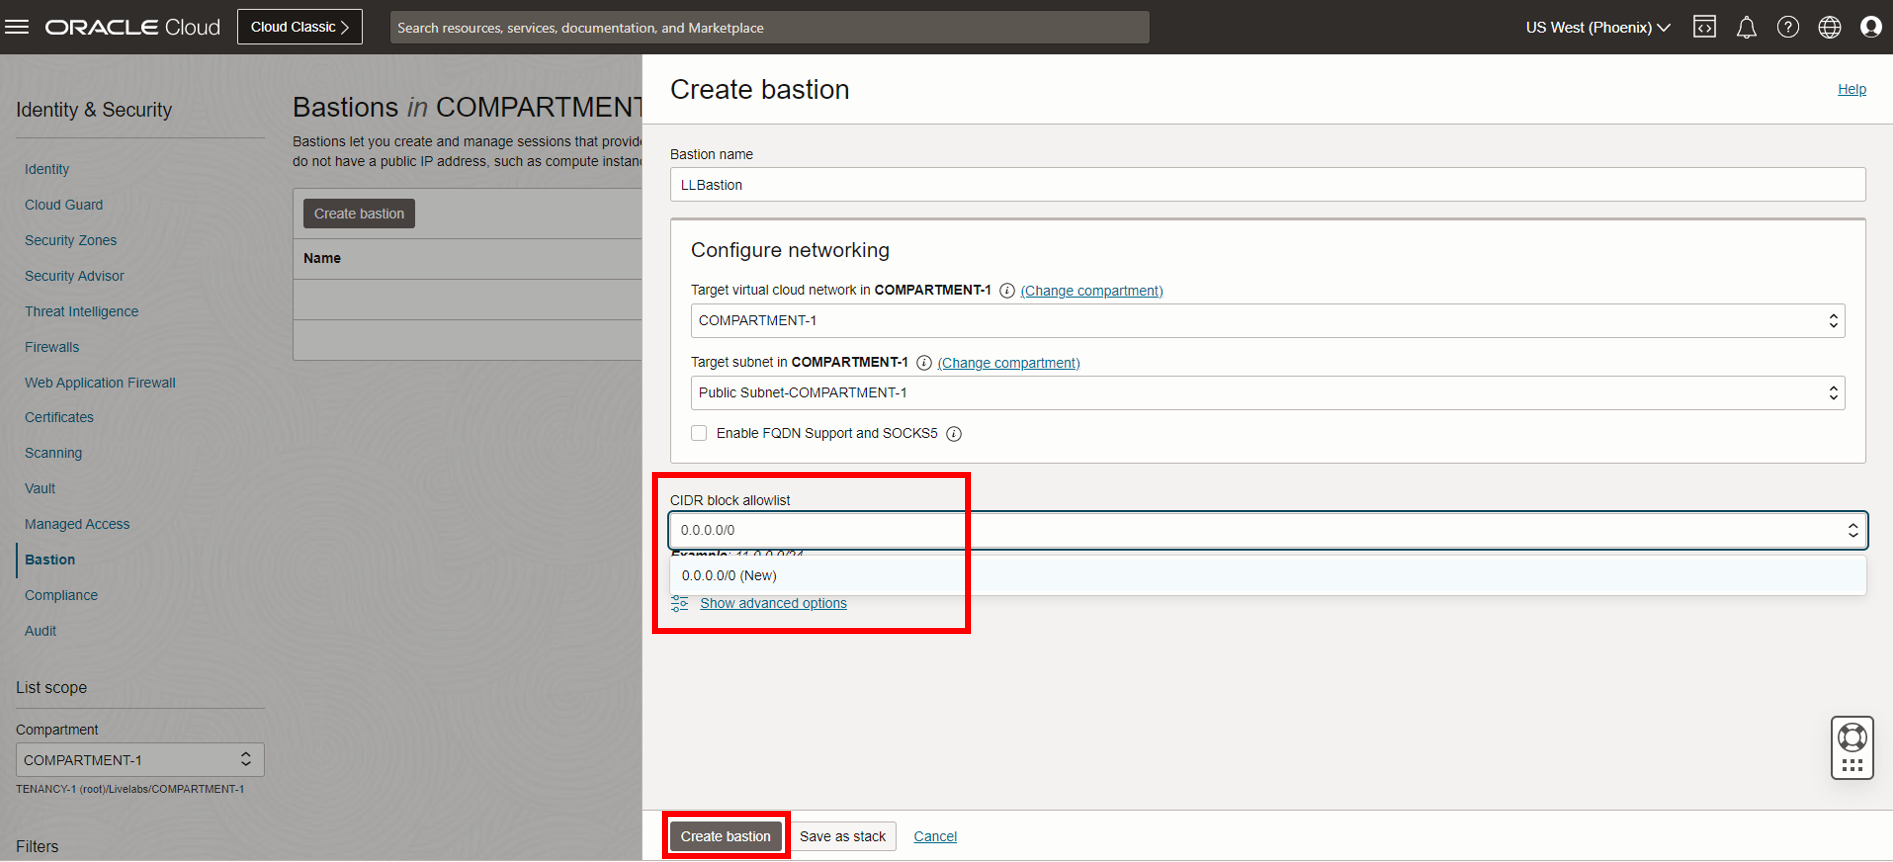 ORACLE Cloud
Cloud Classic
Search resources, services, documentation, and Marketplace
US West (Phoenix)
Identity & Security
Identity
Cloud Guard
Security Zones
Security Advisor
Threat Intelligence
Firewalls
Web Application Firewall
Certificates
Scanning
Vault
Managed Access
Bastion
Compliance
Audit
List scope
Compartment
COMPARTMENT-1
TENANCY-1 (root)/Livelabs/COMPARTMENT-1
Filters
Bastions in COMPARTMENT
Bastions let you create and manage sessions that provide
do not have a public IP address, such as compute instan
Create bastion
Name
Create bastion
Help
Bastion name
LLBastion
Configure networking
Target virtual cloud network in COMPARTMENT-1 (Change compartment)
COMPARTMENT-1
Target subnet in COMPARTMENT-1 (Change compartment)
Public Subnet-COMPARTMENT-1
Enable FQDN Support and SOCKS5
CIDR block allowlist
0.0.0.0/0
Example: 11.0.0.0/24
0.0.0.0/0 (New)
Show advanced options
Create bastion
Save as stack
Cancel